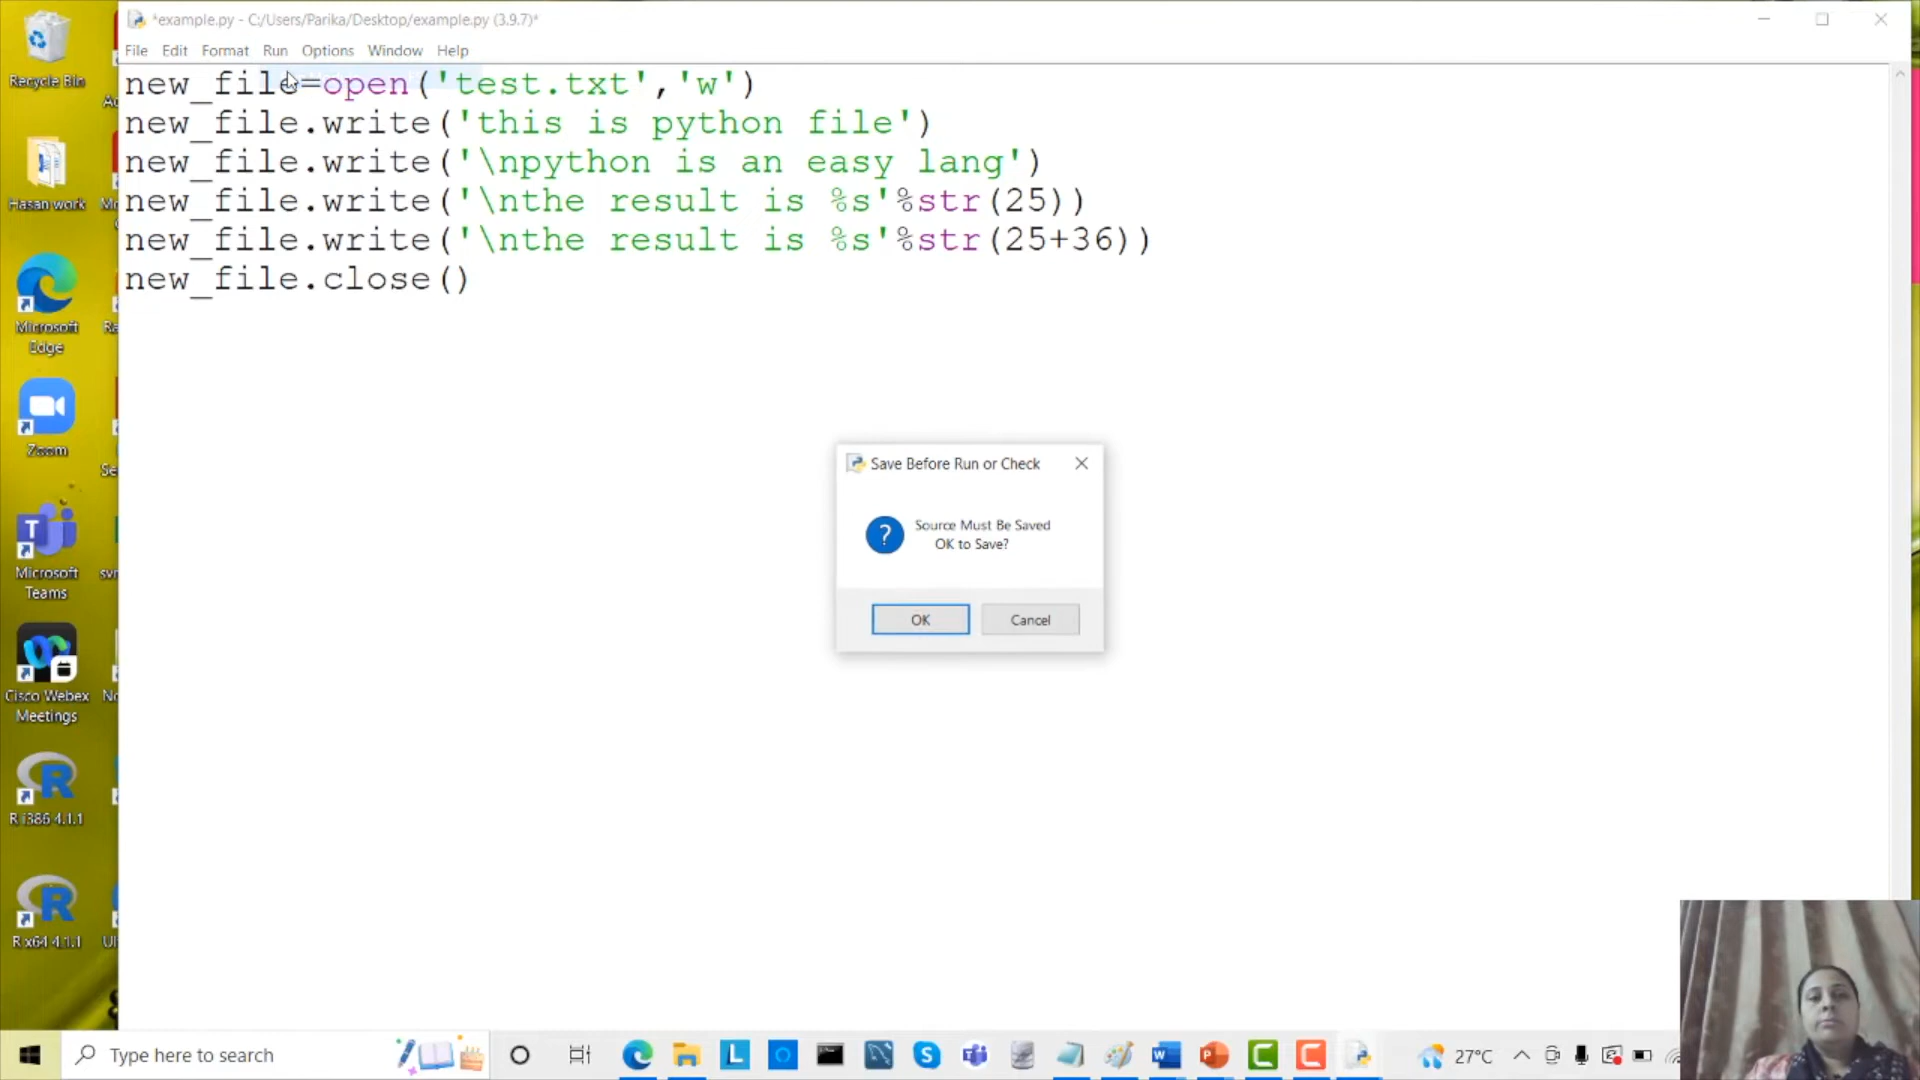 *example.py - C:/Users/Parika/Desktop/example.py (3.9.7)*
File Edit Format Run Options Window Help
new_file=open('test.txt','w')
new_file.write('this is python file')
new_file.write('\npython is an easy lang')
new_file.write('\nthe result is %s'%str(25))
new_file.write('\nthe result is %s'%str(25+36))
new_file.close()
Save Before Run or Check
Source Must Be Saved
OK to Save?
OK Cancel
Recycle Bin
Hasan work
Microsoft
Edge
Zoom
Microsoft
Teams
Cisco Webex
Meetings
R i386 4.1.1
R x64 4.1.1
Type here to search
27°C